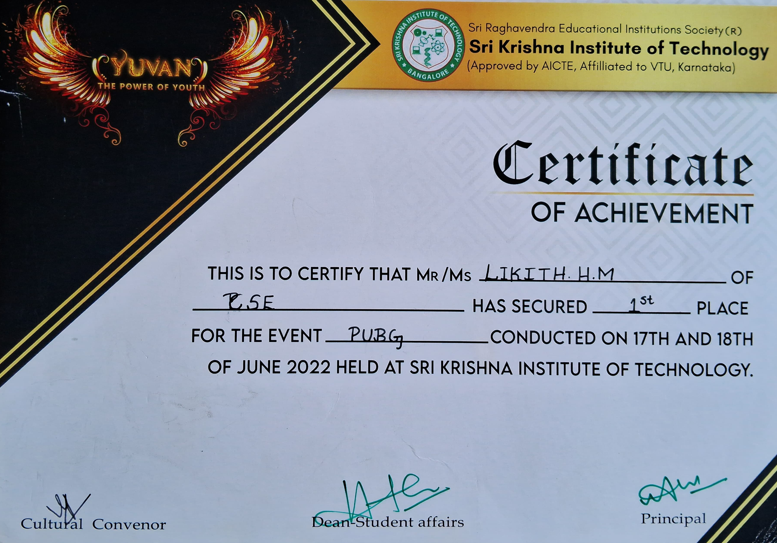 YUVAN
THE POWER OF YOUTH
SRI KRISHNA INSTITUTE OF TECHNOLOGY
★ BANGALORE ★
Sri Raghavendra Educational Institutions Society (R)
Sri Krishna Institute of Technology
(Approved by AICTE, Affilliated to VTU, Karnataka)
Certificate
OF ACHIEVEMENT
THIS IS TO CERTIFY THAT MR/MS LIKITH. H.M OF
CSE HAS SECURED 1st PLACE
FOR THE EVENT PUBG CONDUCTED ON 17TH AND 18TH
OF JUNE 2022 HELD AT SRI KRISHNA INSTITUTE OF TECHNOLOGY.
Cultural Convenor
Dean-Student affairs
Principal